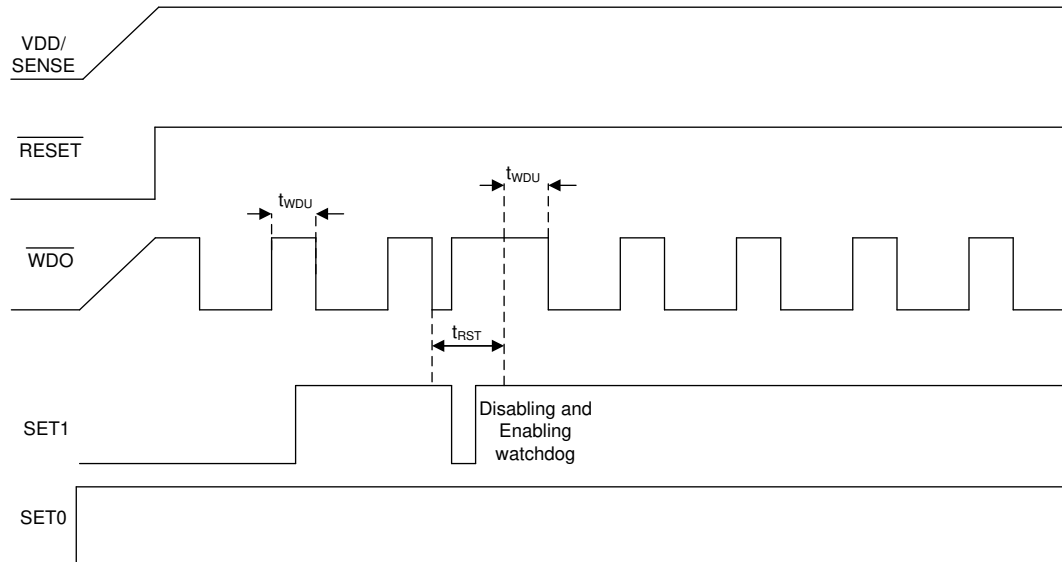 VDD/
SENSE
RESET
tWDU
tWDU
WDO
tRST
SET1
Disabling and
Enabling
watchdog
SET0